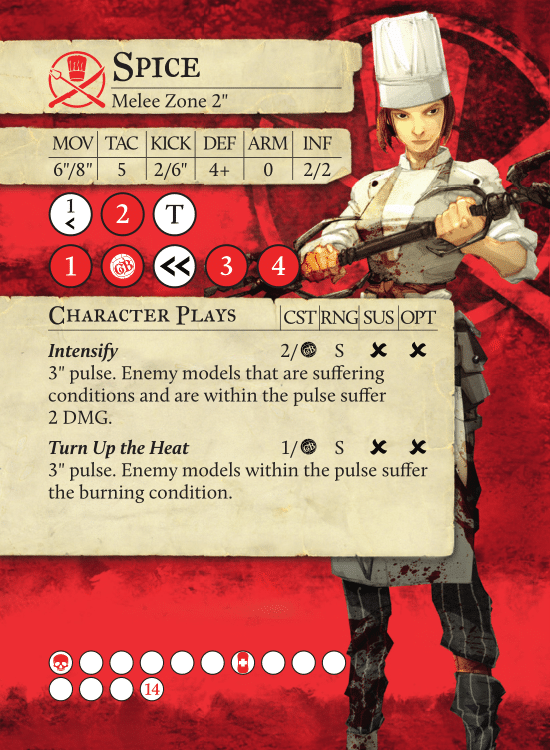 Spice
Melee Zone 2"
MOV TAC KICK DEF ARM INF
6"/8" 5 2/6" 4+ 0 2/2
1 < 2 T
1 GB << 3 4
Character Plays CST RNG SUS OPT
Intensify 2/GB S ✘ ✘
3" pulse. Enemy models that are suffering
conditions and are within the pulse suffer
2 DMG.
Turn Up the Heat 1/GB S ✘ ✘
3" pulse. Enemy models within the pulse suffer
the burning condition.
14